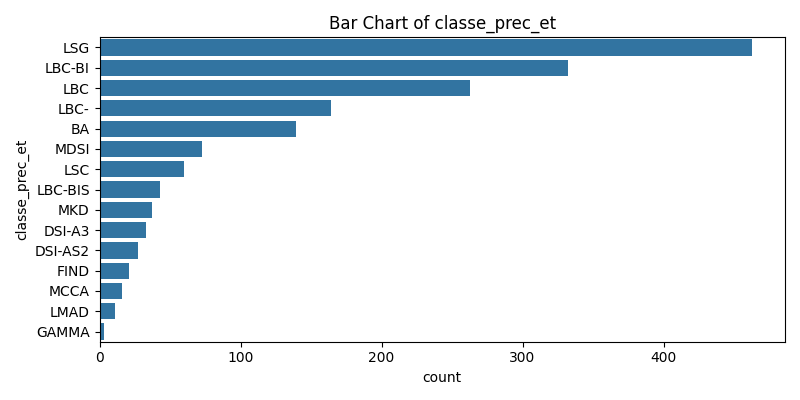 Bar Chart of classe_prec_et
classe_prec_et
LSG
LBC-BI
LBC
LBC-
BA
MDSI
LSC
LBC-BIS
MKD
DSI-A3
DSI-AS2
FIND
MCCA
LMAD
GAMMA
0 100 200 300 400
count